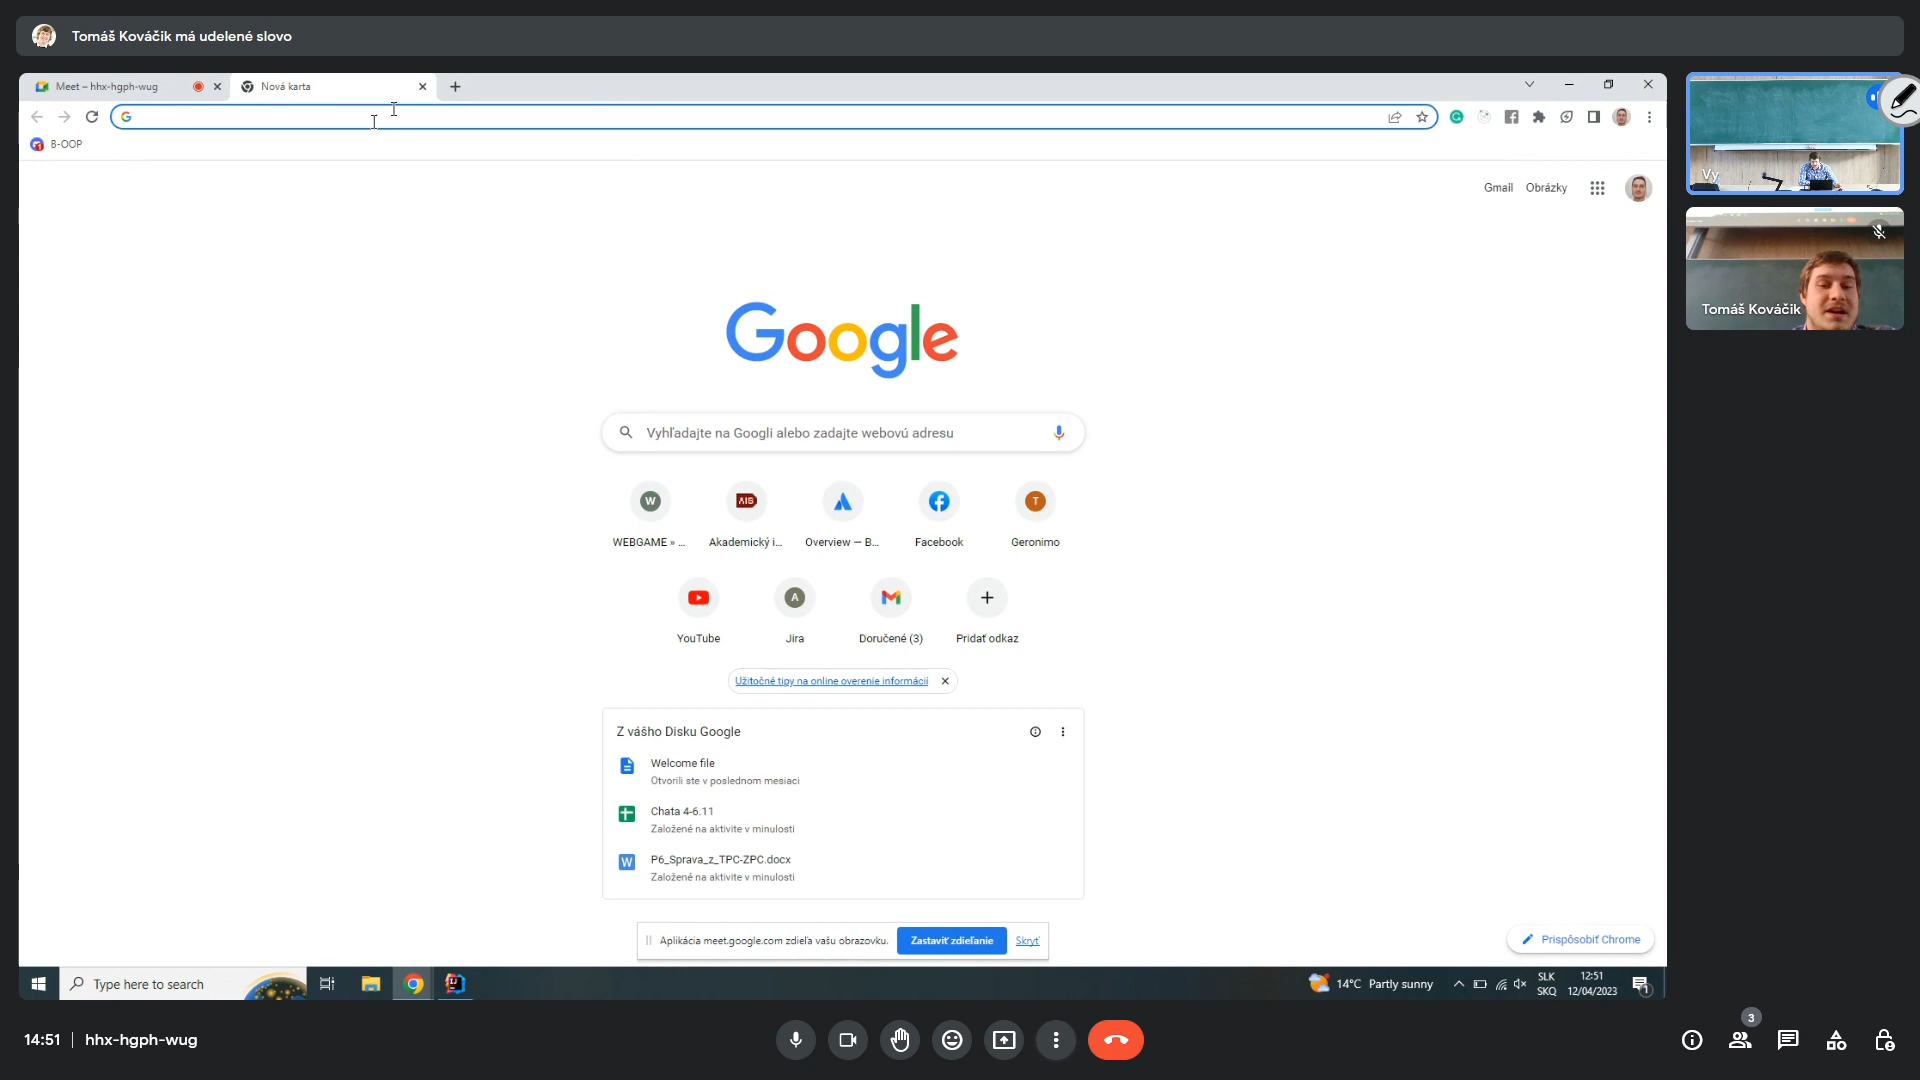 Tomáš Kováčik má udelené slovo
Meet – hhx-hgph-wug
Nová karta
B-OOP
Gmail
Obrázky
Google
Vyhľadajte na Googli alebo zadajte webovú adresu
W
AIS
T
WEBGAME » ...
Akademický i...
Overview — B...
Facebook
Geronimo
A
YouTube
Jira
Doručené (3)
Pridať odkaz
Užitočné tipy na online overenie informácií
Z vášho Disku Google
Welcome file
Otvorili ste v poslednom mesiaci
Chata 4-6.11
Založené na aktivite v minulosti
W
P6_Sprava_z_TPC-ZPC.docx
Založené na aktivite v minulosti
Aplikácia meet.google.com zdieľa vašu obrazovku.
Zastaviť zdieľanie
Skryť
Prispôsobiť Chrome
Type here to search
14°C Partly sunny
SLK
SKQ
12:51
12/04/2023
1
Vy
Tomáš Kováčik
14:51
hhx-hgph-wug
3